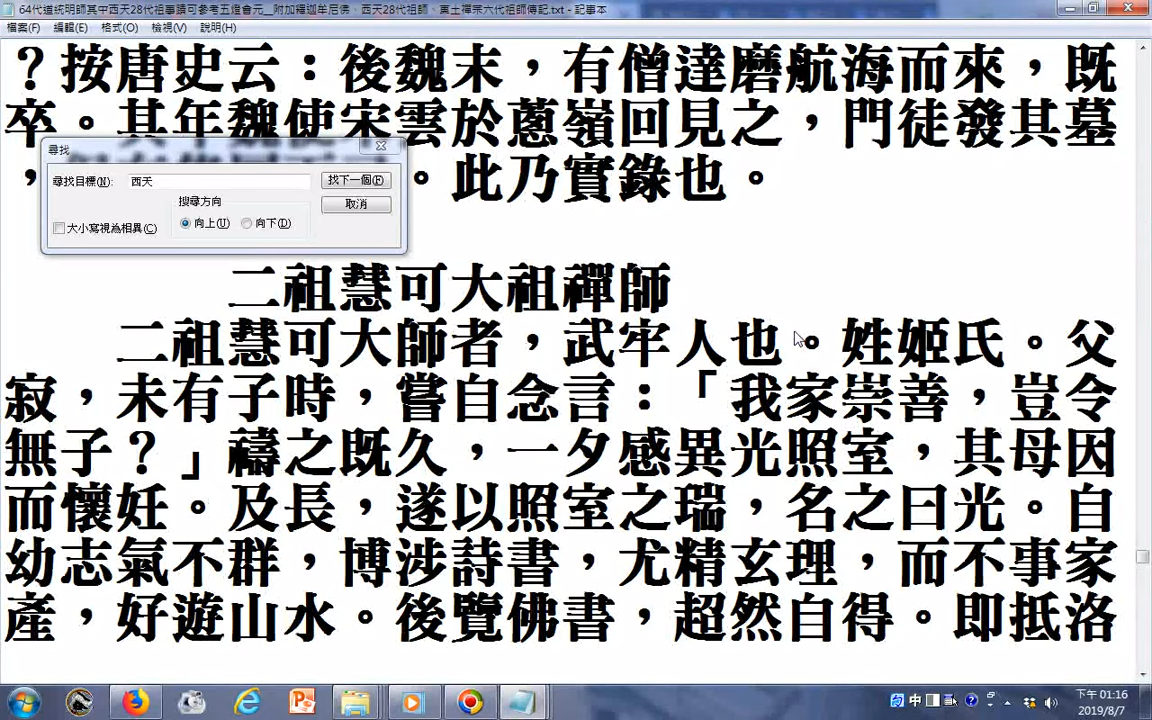 64代道統明師其中西天28代祖事蹟可參考五燈會元__附加釋迦牟尼佛、西天28代祖師、東土禪宗六代祖師傳記.txt - 記事本
檔案(F) 編輯(E) 格式(O) 檢視(V) 說明(H)
？按唐史云：後魏末，有僧達磨航海而來，既
卒。其年魏使宋雲於蔥嶺回見之，門徒發其墓
，
。此乃實錄也。
尋找
尋找目標(N): 西天
找下一個(F)
搜尋方向
取消
大小寫視為相異(C)
向上(U) 向下(D)
二祖慧可大祖禪師
二祖慧可大師者，武牢人也。姓姬氏。父
寂，未有子時，嘗自念言：「我家崇善，豈令
無子？」禱之既久，一夕感異光照室，其母因
而懷妊。及長，遂以照室之瑞，名之曰光。自
幼志氣不群，博涉詩書，尤精玄理，而不事家
產，好遊山水。後覽佛書，超然自得。即抵洛
中
下午 01:16
2019/8/7